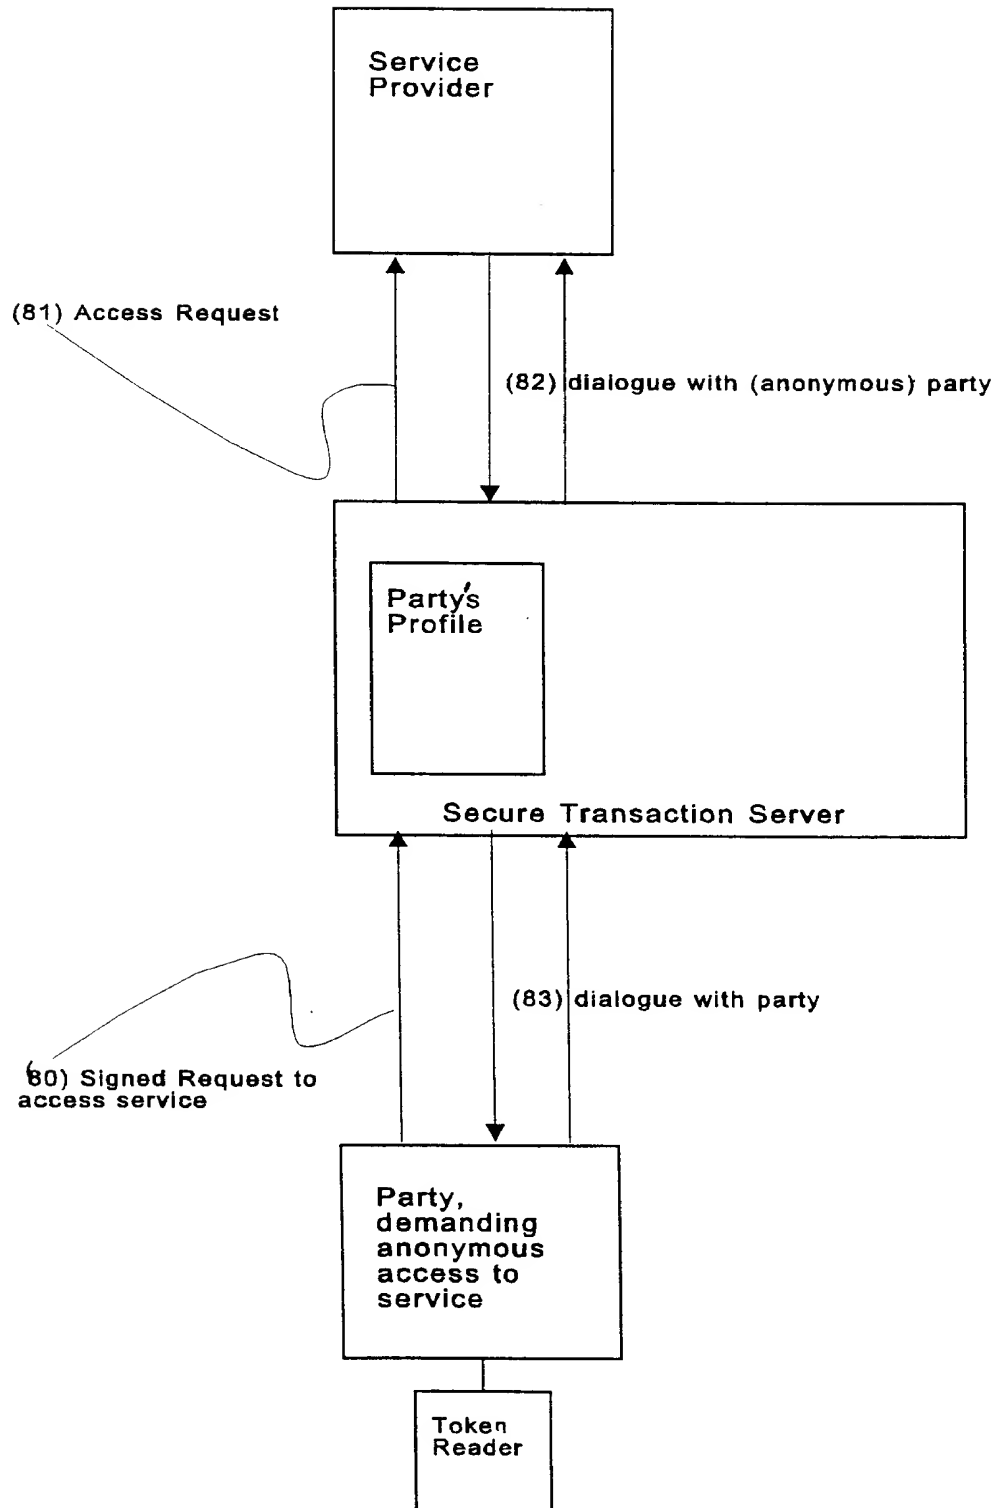 Service
Provider
(81) Access Request
(82) dialogue with (anonymous) party
Party's
Profile
Secure Transaction Server
(83) dialogue with party
(80) Signed Request to
access service
Party,
demanding
anonymous
access to
service
Token
Reader